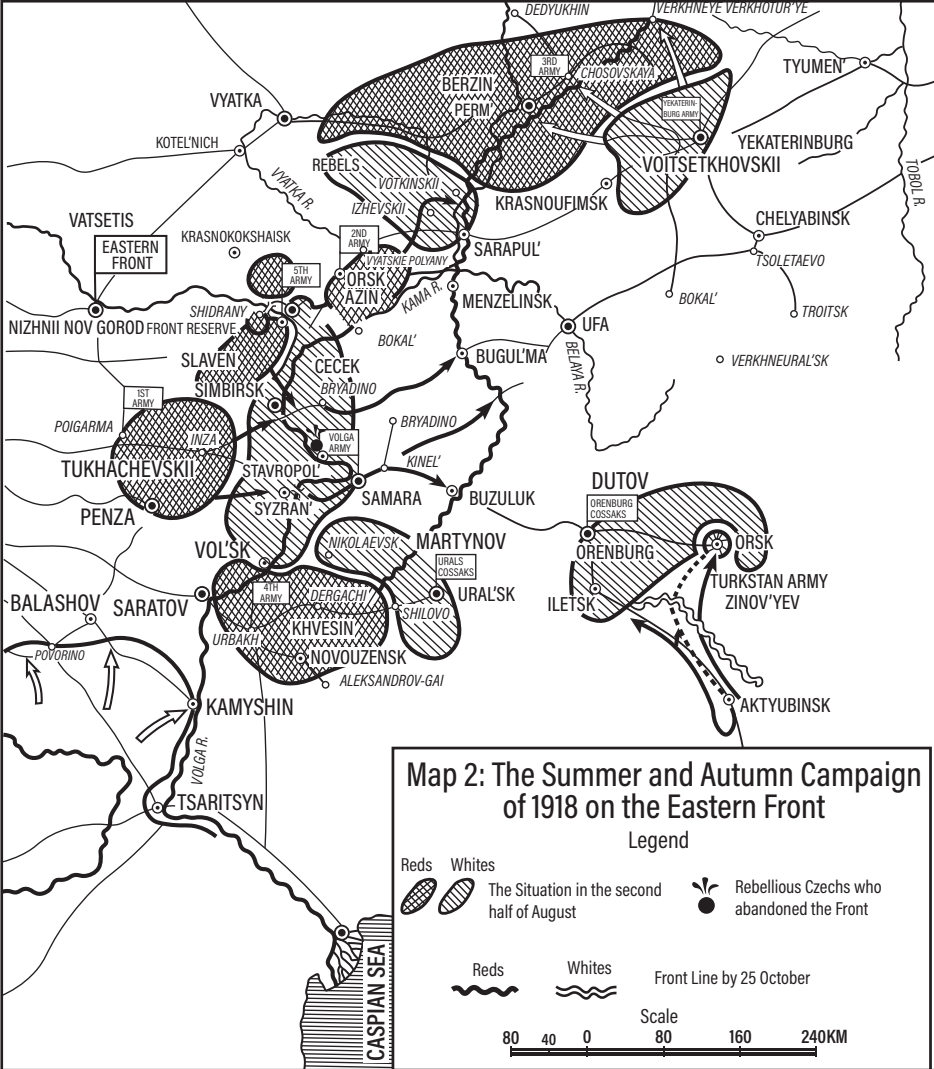 DEDYUKHIN
VERKHNEYE VERKHOTUR'YE
3RD
ARMY
CHOSOVSKAYA
TYUMEN'
BERZIN
PERM'
VYATKA
YEKATERIN-
BURG ARMY
KOTEL'NICH
YEKATERINBURG
REBELS
VOITSETKHOVSKII
VYATKA R.
VOTKINSKII
TOBOL R.
IZHEVSKII
KRASNOUFIMSK
VATSETIS
CHELYABINSK
EASTERN
FRONT
KRASNOKOKSHAISK
2ND
ARMY
SARAPUL'
VYATSKIE POLYANY
TSOLETAEVO
5TH
ARMY
ORSK
AZIN
KAMA R.
MENZELINSK
BOKAL'
TROITSK
SHIDRANY
NIZHNII NOV GOROD
FRONT RESERVE
BOKAL'
UFA
SLAVEN
CECEK
BUGUL'MA
BELAYA R.
VERKHNEURAL'SK
SIMBIRSK
BRYADINO
1ST
ARMY
POIGARMA
INZA
VOLGA
ARMY
BRYADINO
KINEL'
TUKHACHEVSKII
STAVROPOL'
SAMARA
BUZULUK
DUTOV
ORENBURG
COSSAKS
PENZA
SYZRAN'
NIKOLAEVSK
MARTYNOV
ORENBURG
ORSK
VOL'SK
URALS
COSSAKS
TURKSTAN ARMY
ZINOV'YEV
BALASHOV
SARATOV
4TH
ARMY
DERGACHI
URAL'SK
ILETSK
SHILOVO
KHVESIN
URBAKH
POVORINO
NOVOUZENSK
ALEKSANDROV-GAI
KAMYSHIN
AKTYUBINSK
VOLGA R.
TSARITSYN
CASPIAN SEA
Map 2: The Summer and Autumn Campaign
of 1918 on the Eastern Front
Legend
Reds Whites
The Situation in the second
half of August
Rebellious Czechs who
abandoned the Front
Reds Whites
Front Line by 25 October
Scale
80 40 0 80 160 240KM